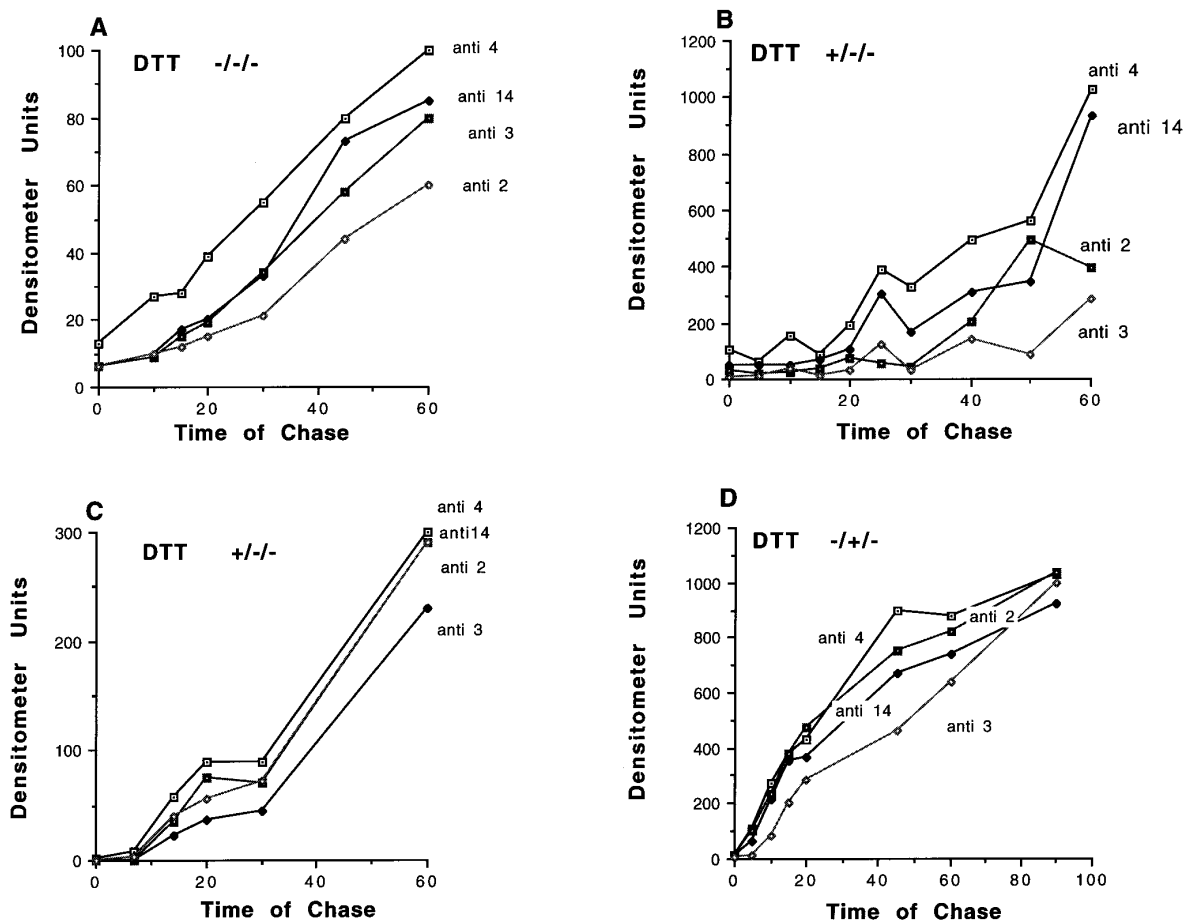 A
DTT -/-/-
100
80
60
40
20
0
0 20 40 60
Densitometer Units
Time of Chase
anti 4
anti 14
anti 3
anti 2
B
DTT +/-/-
1200
1000
800
600
400
200
0
0 20 40 60
Densitometer Units
Time of Chase
anti 4
anti 14
anti 2
anti 3
C
DTT +/-/-
300
200
100
0
0 20 40 60
Densitometer Units
Time of Chase
anti 4
anti14
anti 2
anti 3
D
DTT -/+/-
1200
1000
800
600
400
200
0
0 20 40 60 80 100
Densitometer Units
Time of Chase
anti 4
anti 2
anti 14
anti 3